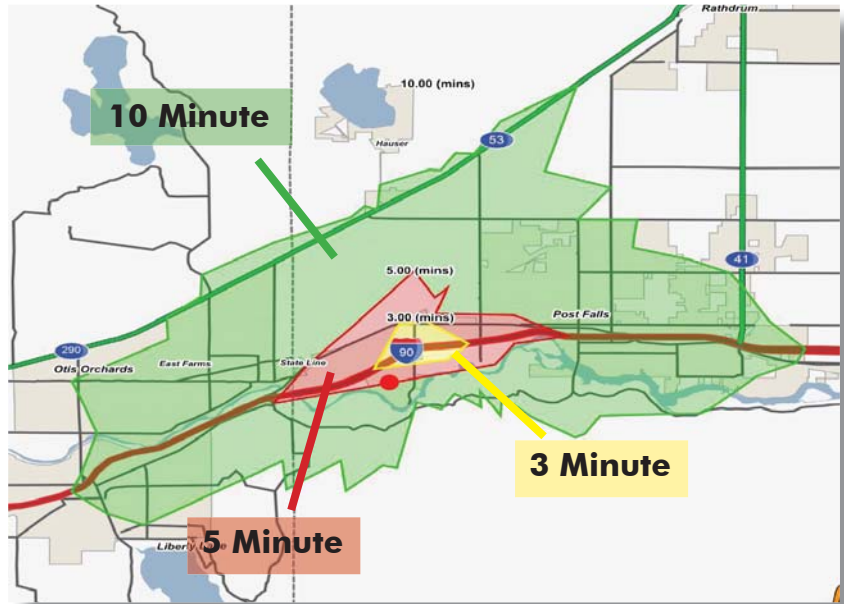 Rathdrum
10.00 (mins)
10 Minute
53
Hauser
41
5.00 (mins)
3.00 (mins)
Post Falls
290
90
East Farms
State Line
Otis Orchards
3 Minute
5 Minute
Liberty